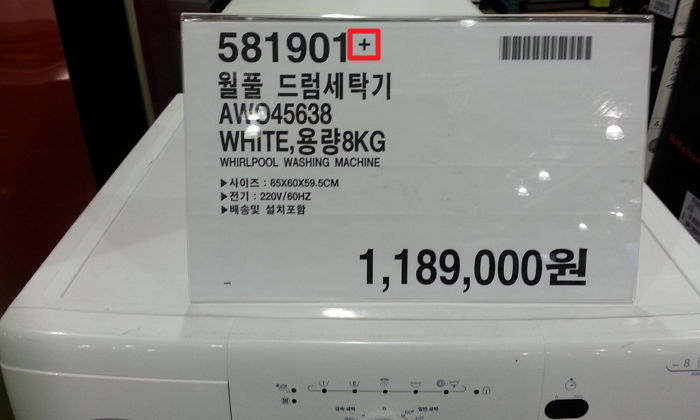 581901+
월풀 드럼세탁기
AWO45638
WHITE,용량8KG
WHIRLPOOL WASHING MACHINE
▶사이즈 : 85X60X59.5CM
▶전기 : 220V/60HZ
▶배송및 설치포함
1,189,000원